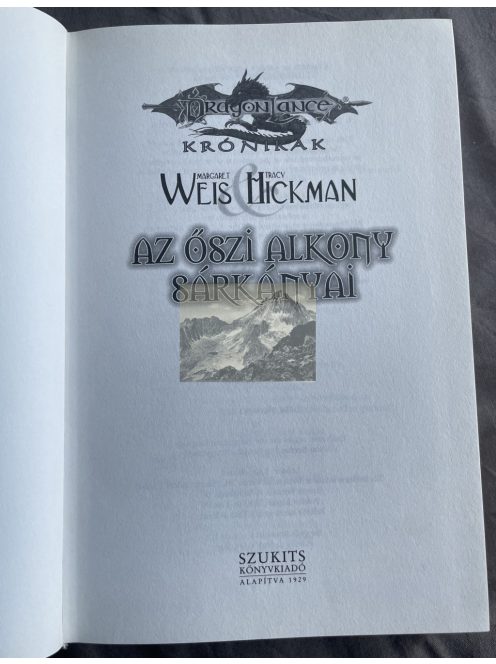 DRAGONLANCE
KRÓNIKÁK
MARGARET WEIS & TRACY HICKMAN
AZ ŐSZI ALKONY
SÁRKÁNYAI
SZUKITS
KÖNYVKIADÓ
ALAPÍTVA 1929